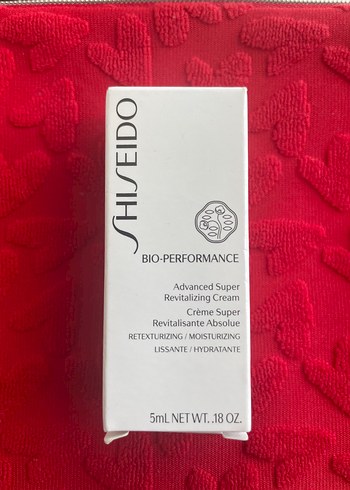 SHISEIDO
BIO-PERFORMANCE
Advanced Super
Revitalizing Cream
Crème Super
Revitalisante Absolue
RETEXTURIZING / MOISTURIZING
LISSANTE / HYDRATANTE
5mL NET WT. .18 OZ.